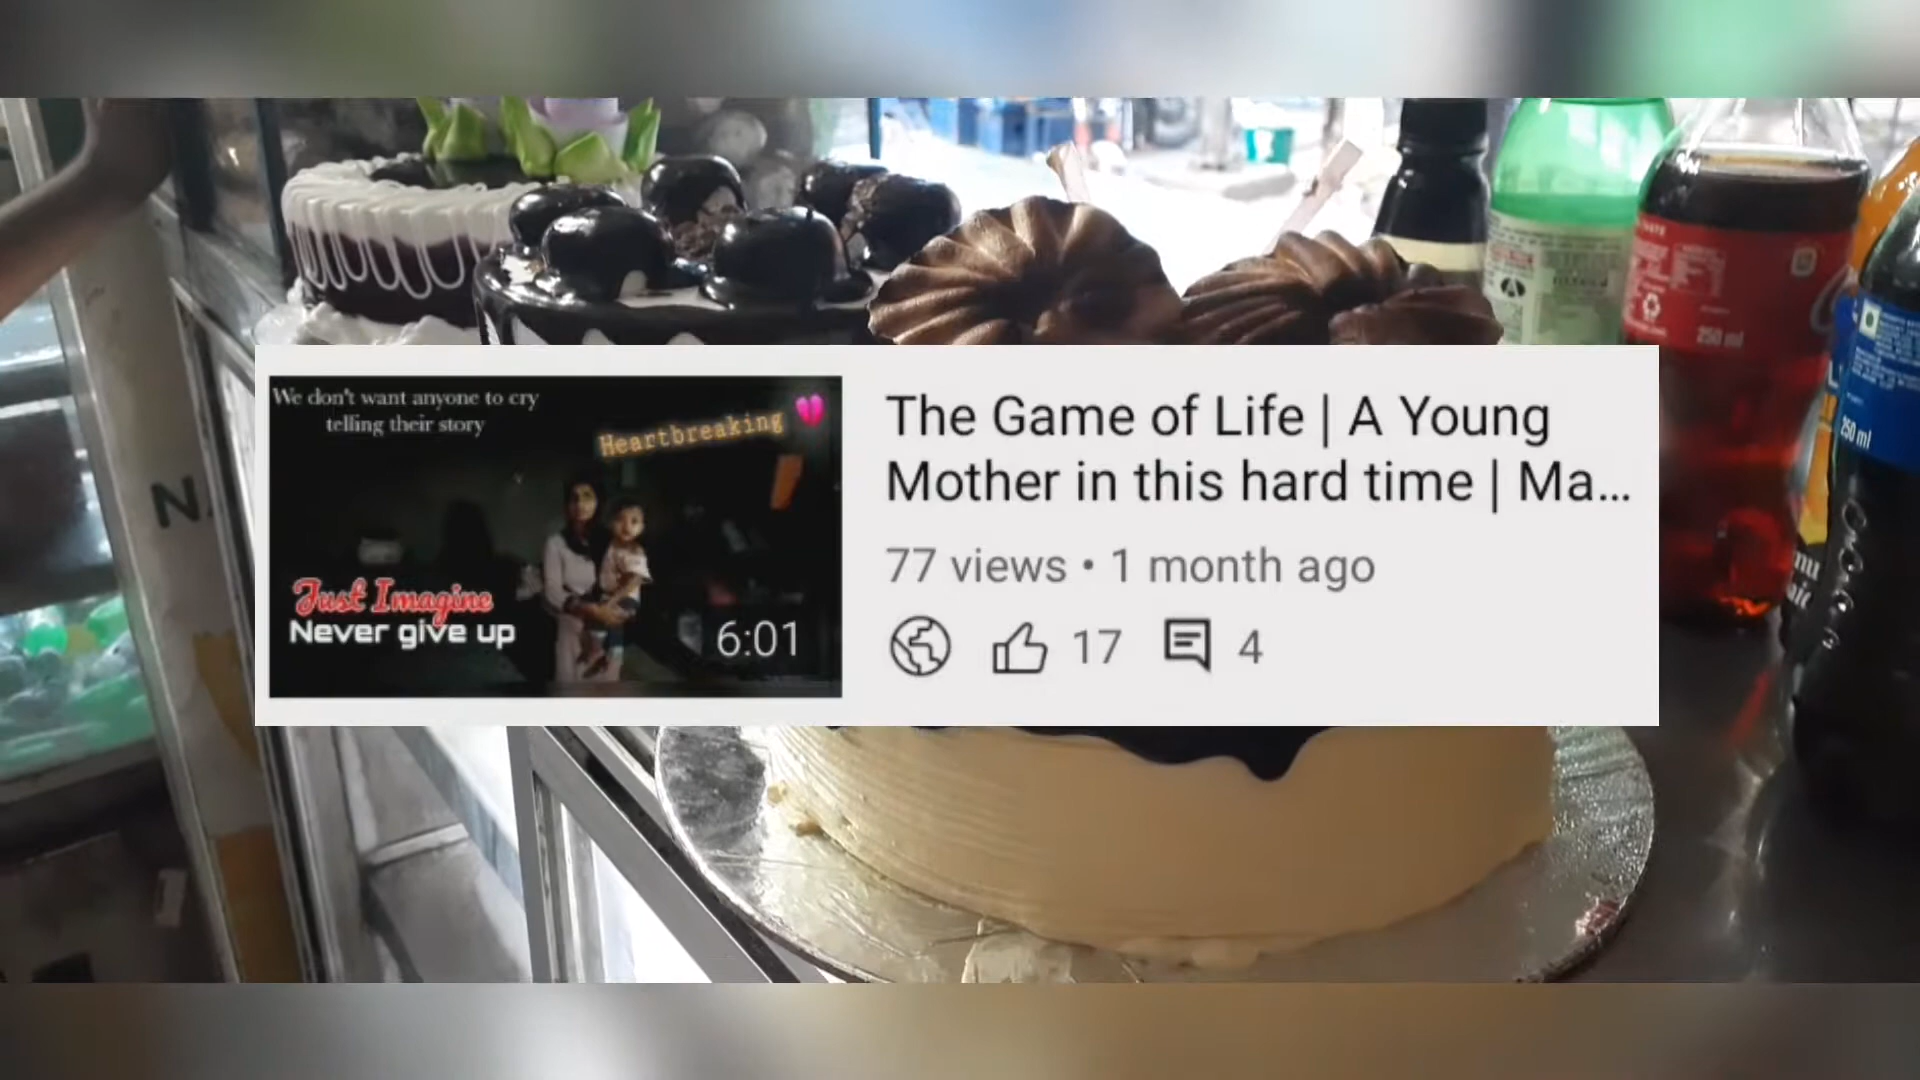 We don't want anyone to cry
telling their story
Heartbreaking
Just Imagine
Never give up
6:01
The Game of Life | A Young
Mother in this hard time | Ma...
77 views • 1 month ago
17 4
N
250 ml
250 ml